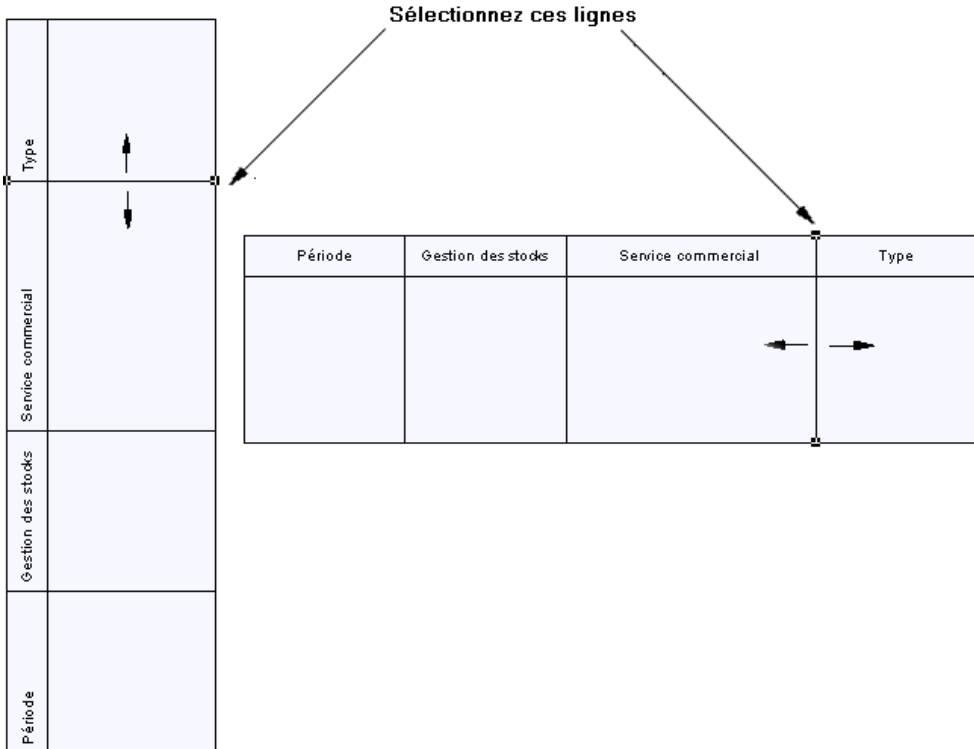 Sélectionnez ces lignes
Type
Service commercial
Gestion des stocks
Période
Période
Gestion des stocks
Service commercial
Type